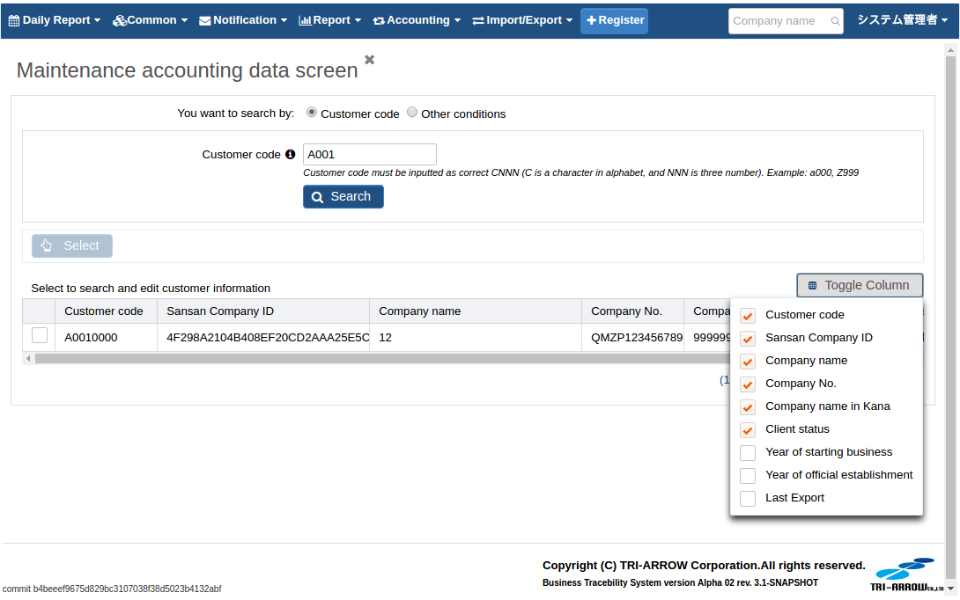 Daily Report Common Notification Report Accounting Import/Export Register Company name システム管理者
Maintenance accounting data screen
You want to search by: Customer code Other conditions
Customer code A001
Customer code must be inputted as correct CNNN (C is a character in alphabet, and NNN is three number). Example: a000, Z999
Search
Select
Select to search and edit customer information
Toggle Column
Customer code Sansan Company ID Company name Company No. Compa
A0010000 4F298A2104B408EF20CD2AAA25E5C 12 QMZP123456789 999999
(1
Customer code
Sansan Company ID
Company name
Company No.
Company name in Kana
Client status
Year of starting business
Year of official establishment
Last Export
Copyright (C) TRI-ARROW Corporation.All rights reserved.
Business Tracebility System version Alpha 02 rev. 3.1-SNAPSHOT
TRI-ARROW Co.,Ltd
commit b4beeef9675d829bc3107038f38d5023b4132abf